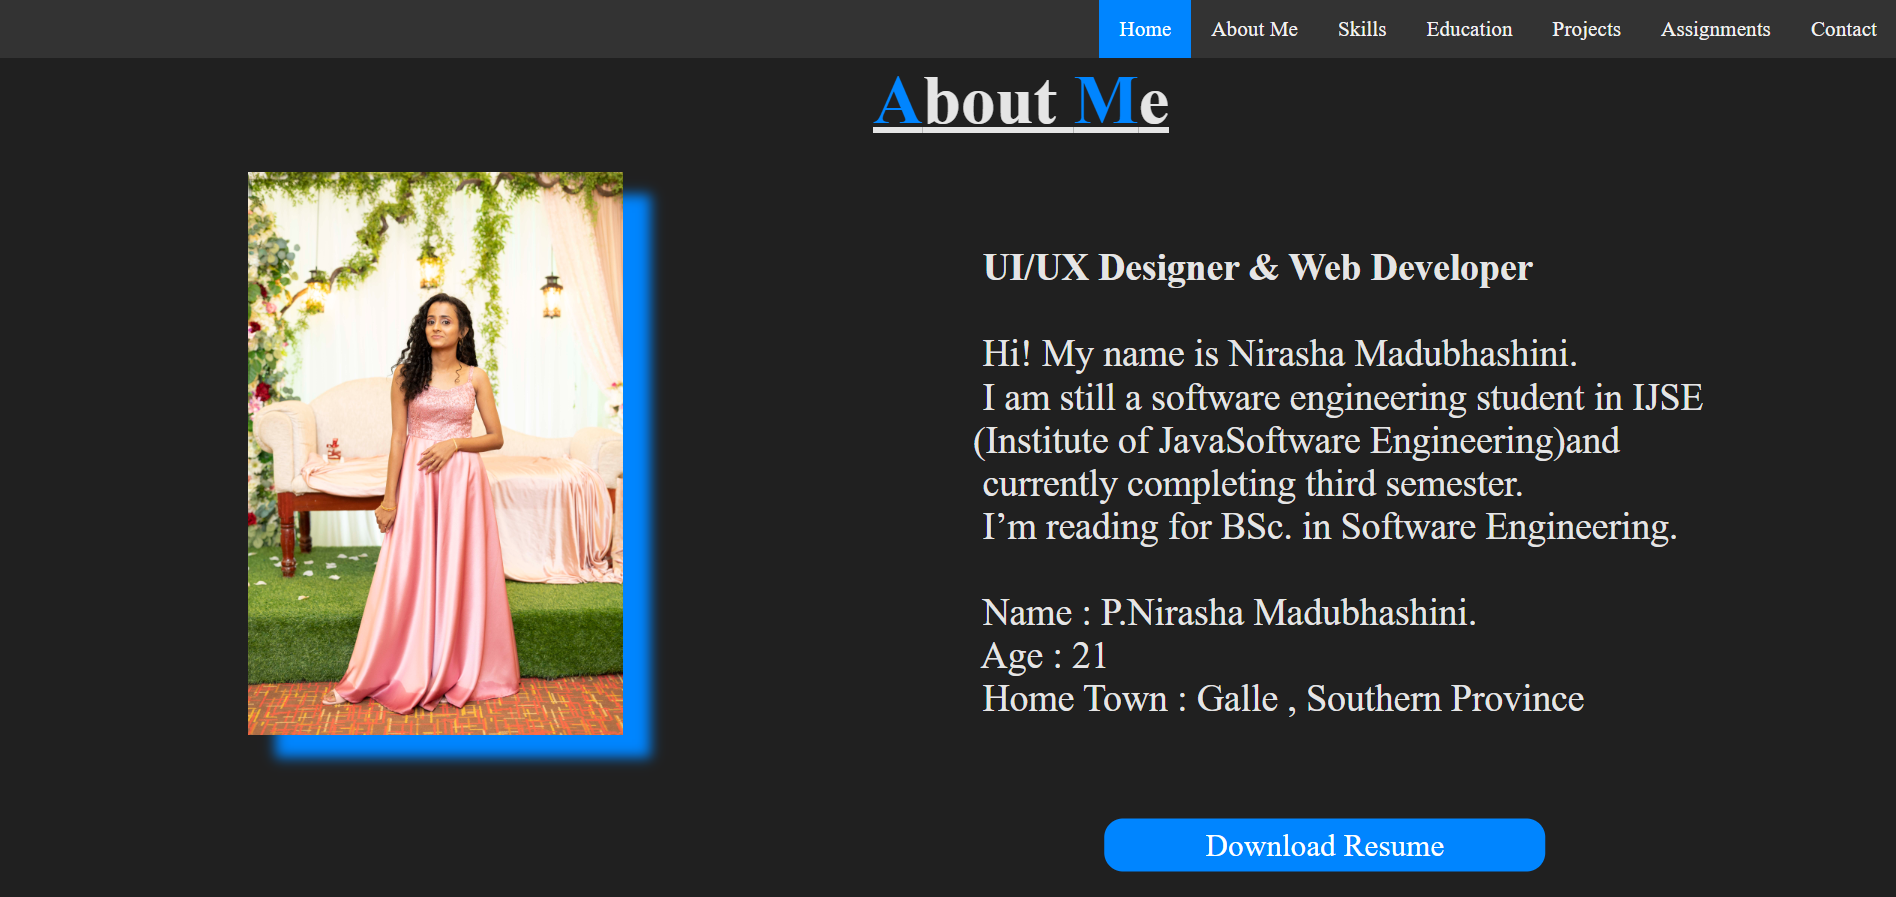 Home About Me Skills Education Projects Assignments Contact
About Me
UI/UX Designer & Web Developer
Hi! My name is Nirasha Madubhashini.
I am still a software engineering student in IJSE
(Institute of JavaSoftware Engineering)and
currently completing third semester.
I’m reading for BSc. in Software Engineering.
Name : P.Nirasha Madubhashini.
Age : 21
Home Town : Galle , Southern Province
Download Resume